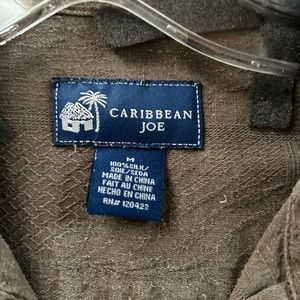 CARIBBEAN
JOE
M
100% SILK/
SOIE/SEDA
MADE IN CHINA
FAIT AU CHINE
HECHO EN CHINA
RN# 120422